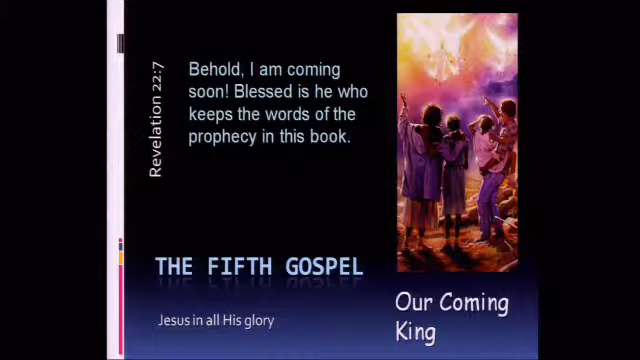 Revelation 22:7
Behold, I am coming
soon! Blessed is he who
keeps the words of the
prophecy in this book.
THE FIFTH GOSPEL
Jesus in all His glory
Our Coming
King